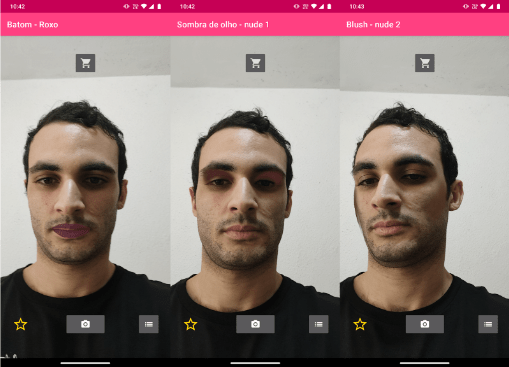 10:42
Batom - Roxo
10:42
Sombra de olho - nude 1
10:43
Blush - nude 2